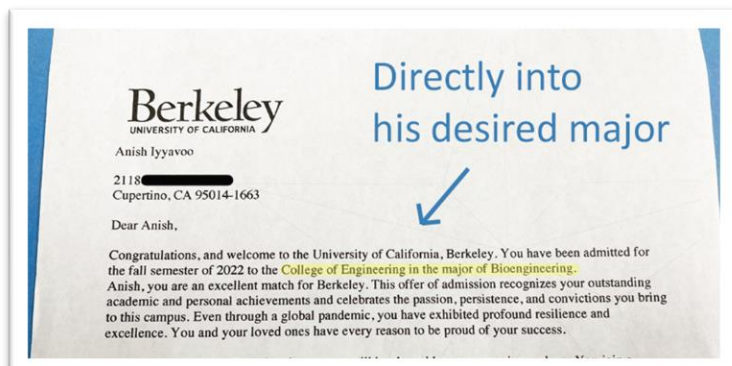 Directly into
his desired major
Berkeley
UNIVERSITY OF CALIFORNIA
Anish Iyyavoo
2118
Cupertino, CA 95014-1663
Dear Anish,
Congratulations, and welcome to the University of California, Berkeley. You have been admitted for
the fall semester of 2022 to the College of Engineering in the major of Bioengineering.
Anish, you are an excellent match for Berkeley. This offer of admission recognizes your outstanding
academic and personal achievements and celebrates the passion, persistence, and convictions you bring
to this campus. Even through a global pandemic, you have exhibited profound resilience and
excellence. You and your loved ones have every reason to be proud of your success.